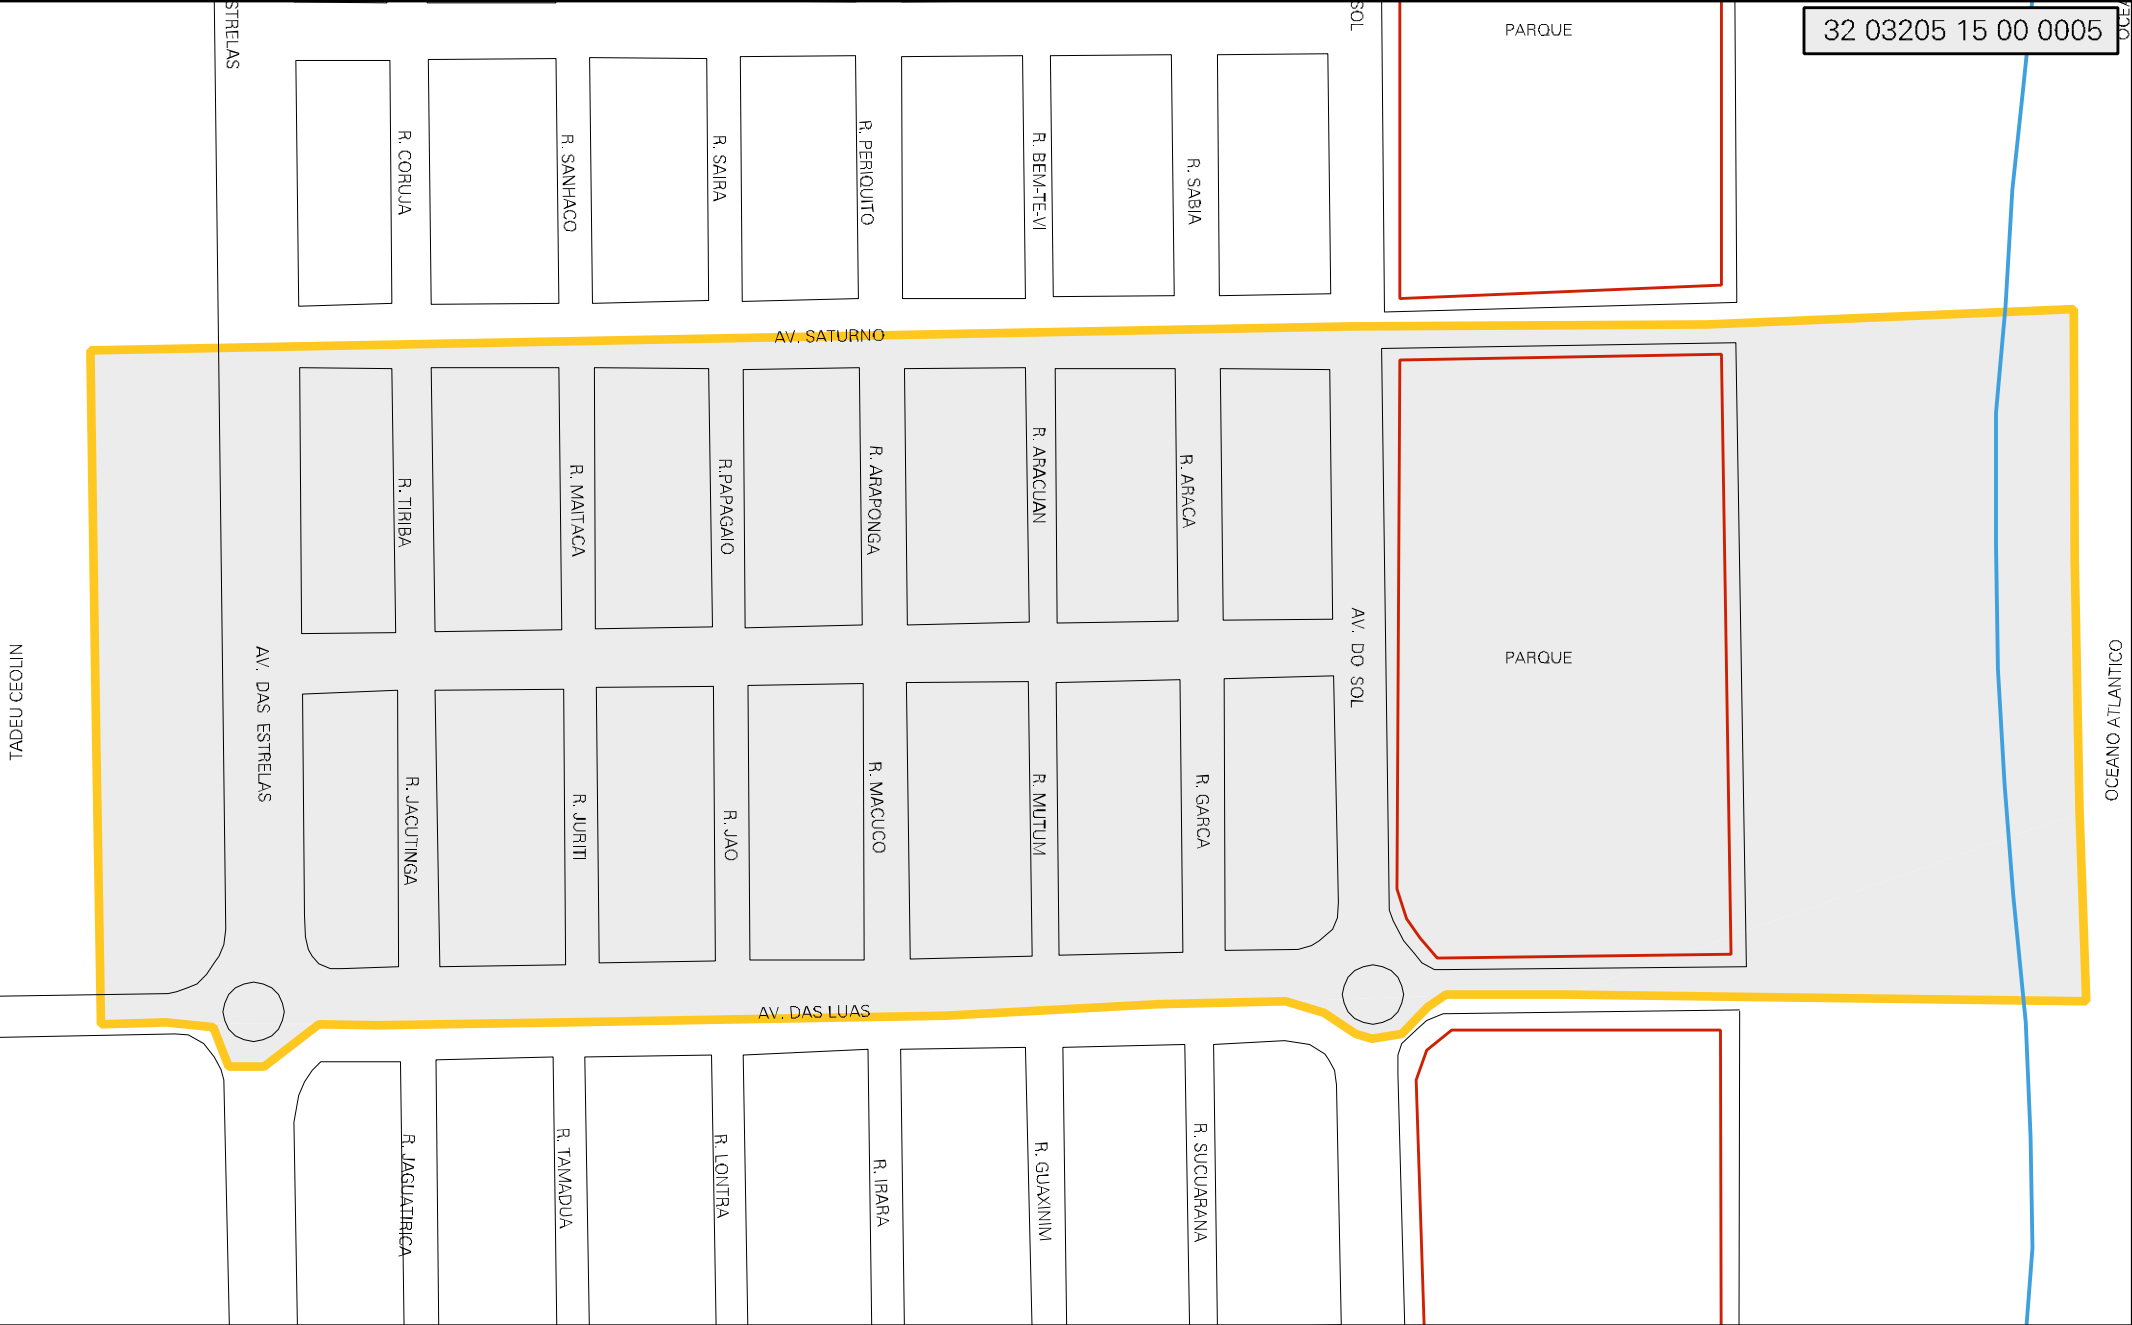 STRELAS
SOL
PARQUE
32 03205 15 00 0005
R. CORUJA
R. SANHACO
R. SAIRA
R. PERIQUITO
R. BEM-TE-VI
R. SABIA
AV. SATURNO
R. TIRIBA
R. MAITACA
R.PAPAGAIO
R. ARAPONGA
R. ARACUAN
R. ARACA
TADEU CEOLIN
AV. DAS ESTRELAS
AV. DO SOL
PARQUE
OCEANO ATLANTICO
R. JACUTINGA
R. JURITI
R. JAO
R. MACUCO
R. MUTUM
R. GARCA
AV. DAS LUAS
R. JAGUATIRICA
R. TAMADUA
R. LONTRA
R. IRARA
R. GUAXINIM
R. SUCUARANA